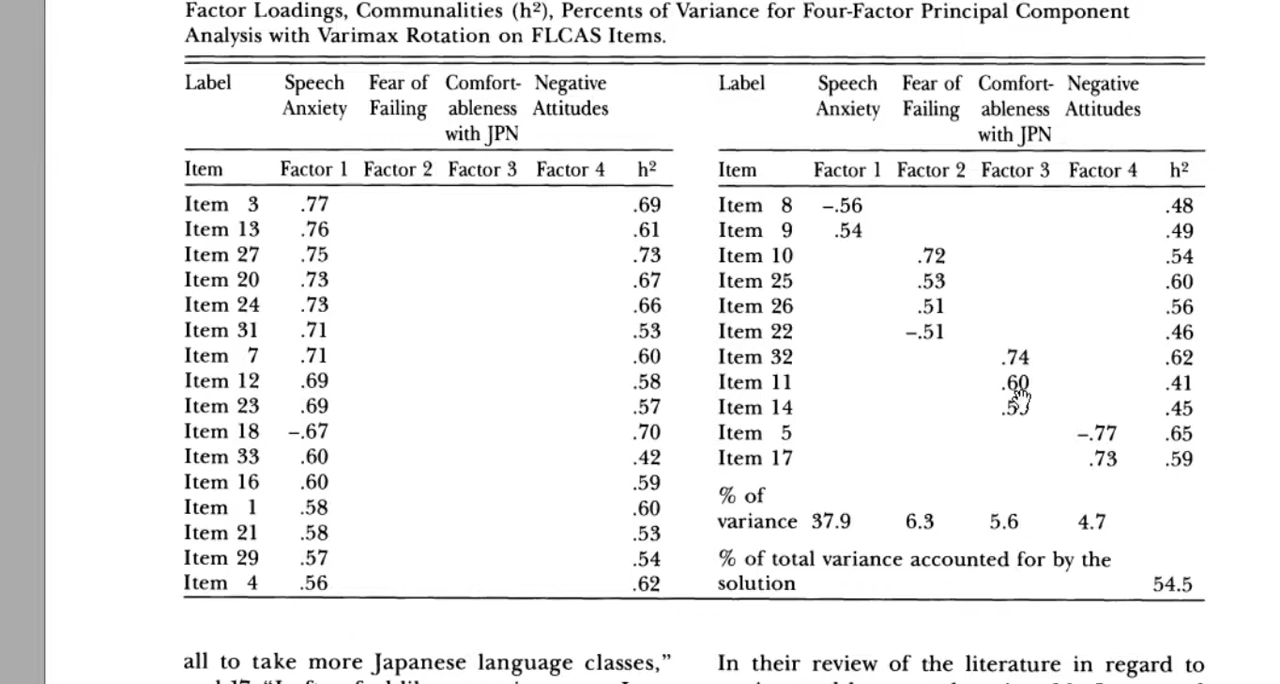 Factor Loadings, Communalities (h²), Percents of Variance for Four-Factor Principal Component
Analysis with Varimax Rotation on FLCAS Items.
Label Speech Fear of Comfort- Negative Label Speech Fear of Comfort- Negative
Anxiety Failing ableness Attitudes Anxiety Failing ableness Attitudes
with JPN with JPN
Item Factor 1 Factor 2 Factor 3 Factor 4 h² Item Factor 1 Factor 2 Factor 3 Factor 4 h²
Item 3 .77 .69 Item 8 –.56 .48
Item 13 .76 .61 Item 9 .54 .49
Item 27 .75 .73 Item 10 .72 .54
Item 20 .73 .67 Item 25 .53 .60
Item 24 .73 .66 Item 26 .51 .56
Item 31 .71 .53 Item 22 –.51 .46
Item 7 .71 .60 Item 32 .74 .62
Item 12 .69 .58 Item 11 .60 .41
Item 23 .69 .57 Item 14 .45
Item 18 –.67 .70 Item 5 –.77 .65
Item 33 .60 .42 Item 17 .73 .59
Item 16 .60 .59 % of
Item 1 .58 .60 variance 37.9 6.3 5.6 4.7
Item 21 .58 .53
Item 29 .57 .54 % of total variance accounted for by the
Item 4 .56 .62 solution 54.5
all to take more Japanese language classes,” In their review of the literature in regard to